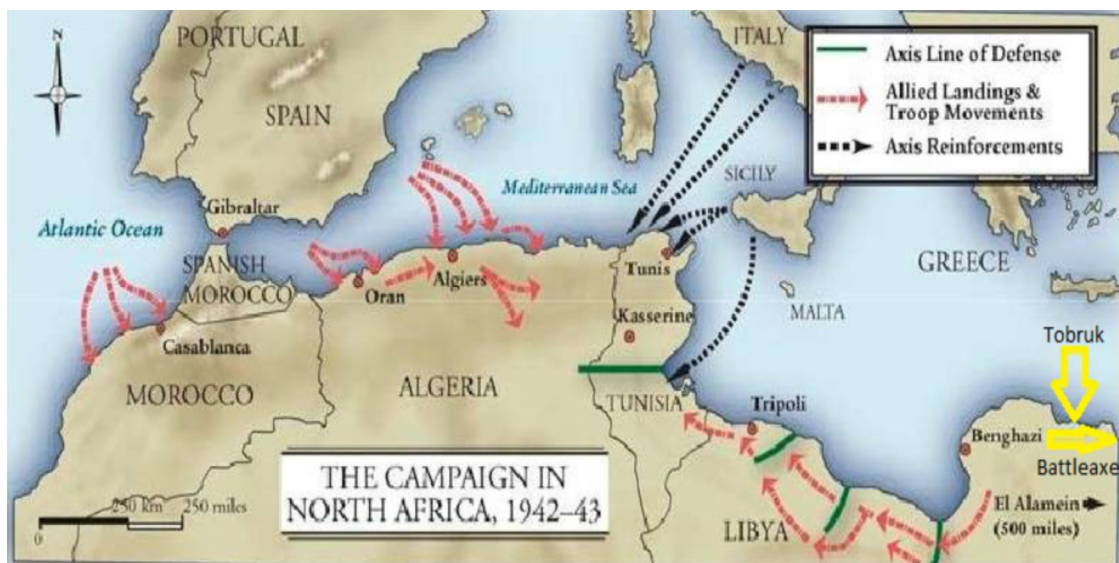 N
PORTUGAL
SPAIN
ITALY
Axis Line of Defense
Allied Landings &
Troop Movements
Axis Reinforcements
Mediterranean Sea
SICILY
Gibraltar
Atlantic Ocean
SPANISH
MOROCCO
Oran
Algiers
Tunis
GREECE
Kasserine
MALTA
Casablanca
Tobruk
MOROCCO
ALGERIA
TUNISIA
Tripoli
Benghazi
Battleaxe
THE CAMPAIGN IN
NORTH AFRICA, 1942–43
250 km
250 miles
0
LIBYA
El Alamein
(500 miles)